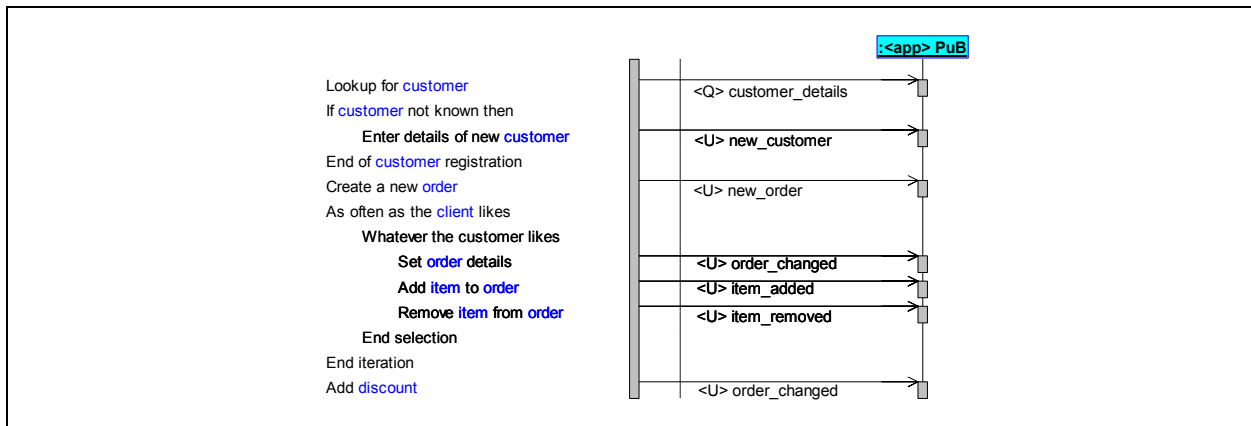 :<app> PuB
Lookup for customer
<Q> customer_details
If customer not known then
Enter details of new customer
<U> new_customer
End of customer registration
Create a new order
<U> new_order
As often as the client likes
Whatever the customer likes
Set order details
<U> order_changed
Add item to order
<U> item_added
Remove item from order
<U> item_removed
End selection
End iteration
Add discount
<U> order_changed